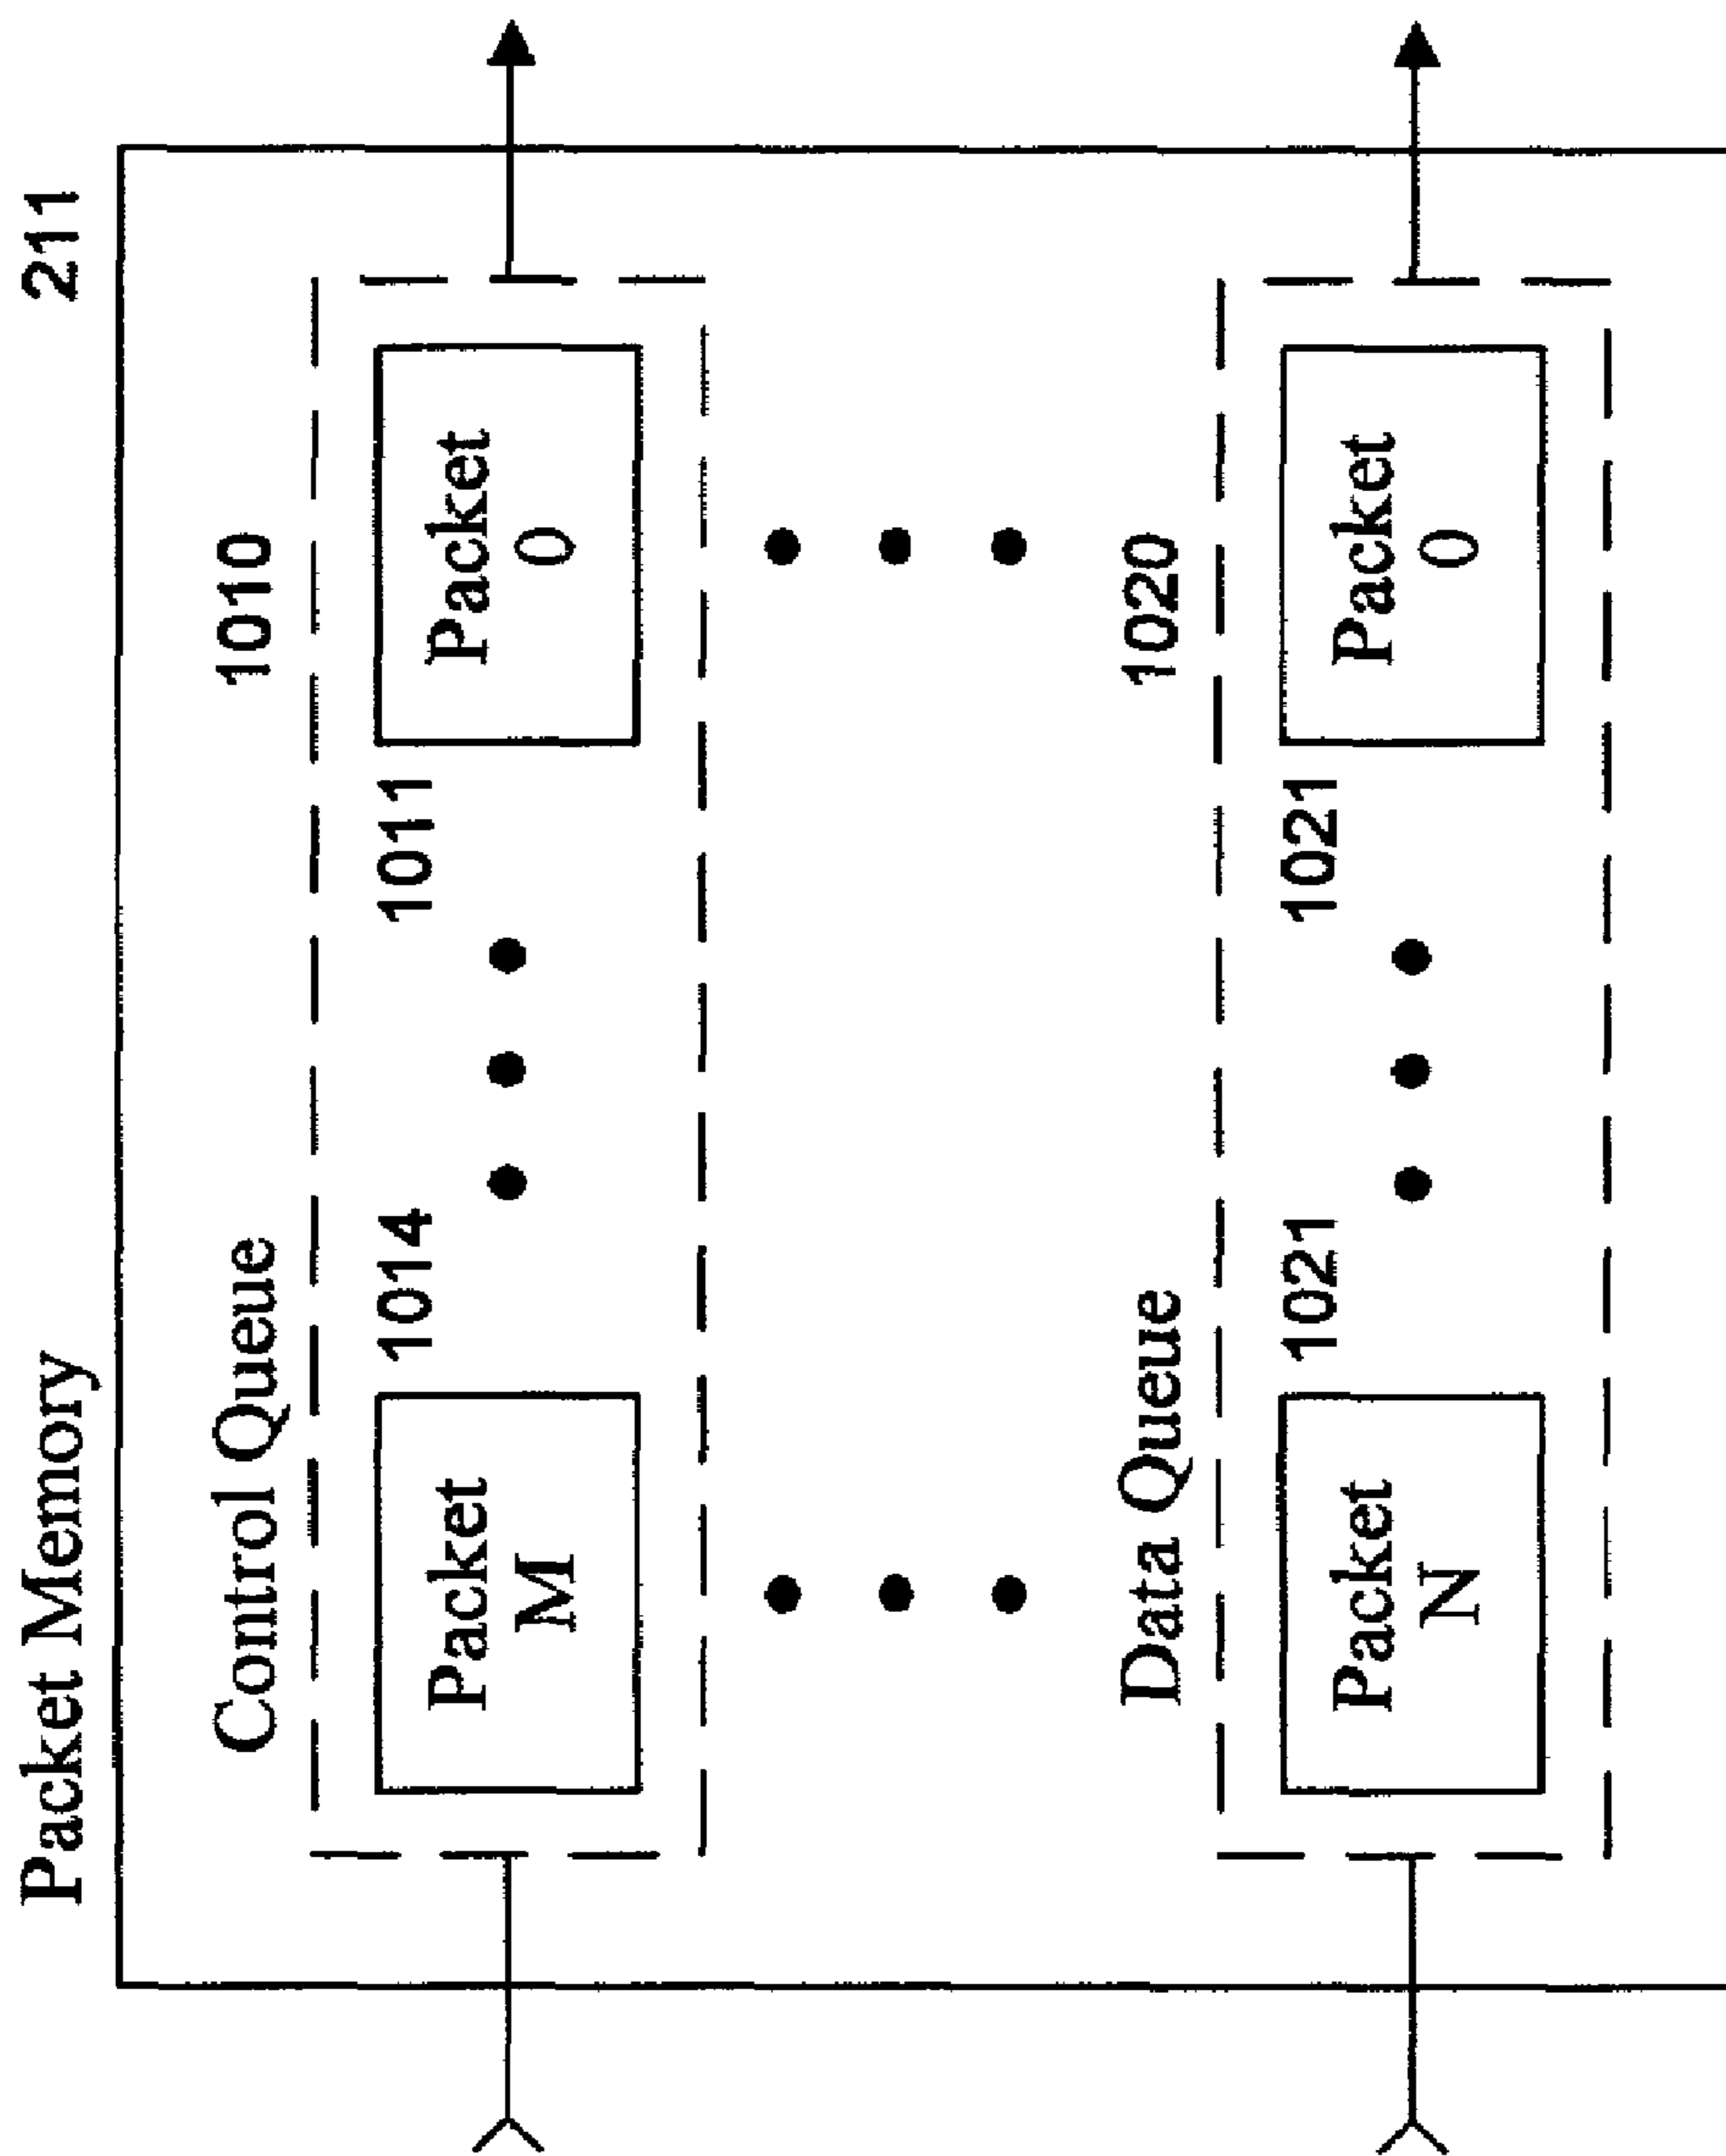 Packet Memory 211
Control Queue 1010
Packet M
1014
1011
Packet 0
Data Queue 1020
Packet N
1021
1021
Packet 0